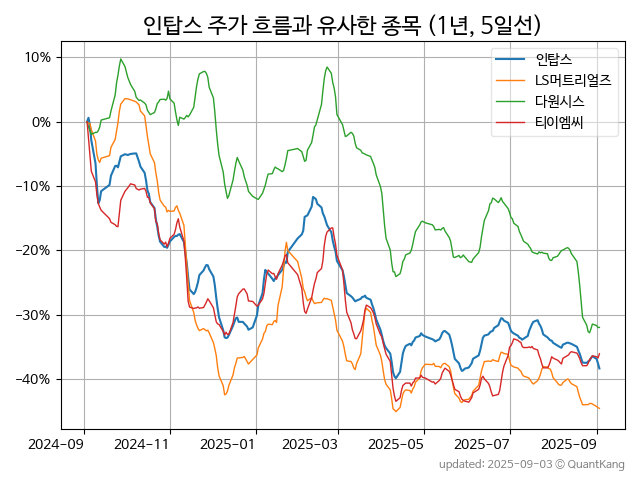 인탑스 주가 흐름과 유사한 종목 (1년, 5일선)
인탑스
LS머트리얼즈
다원시스
티이엠씨
10%
0%
−10%
−20%
−30%
−40%
2024-09
2024-11
2025-01
2025-03
2025-05
2025-07
2025-09
updated: 2025-09-03 © QuantKang